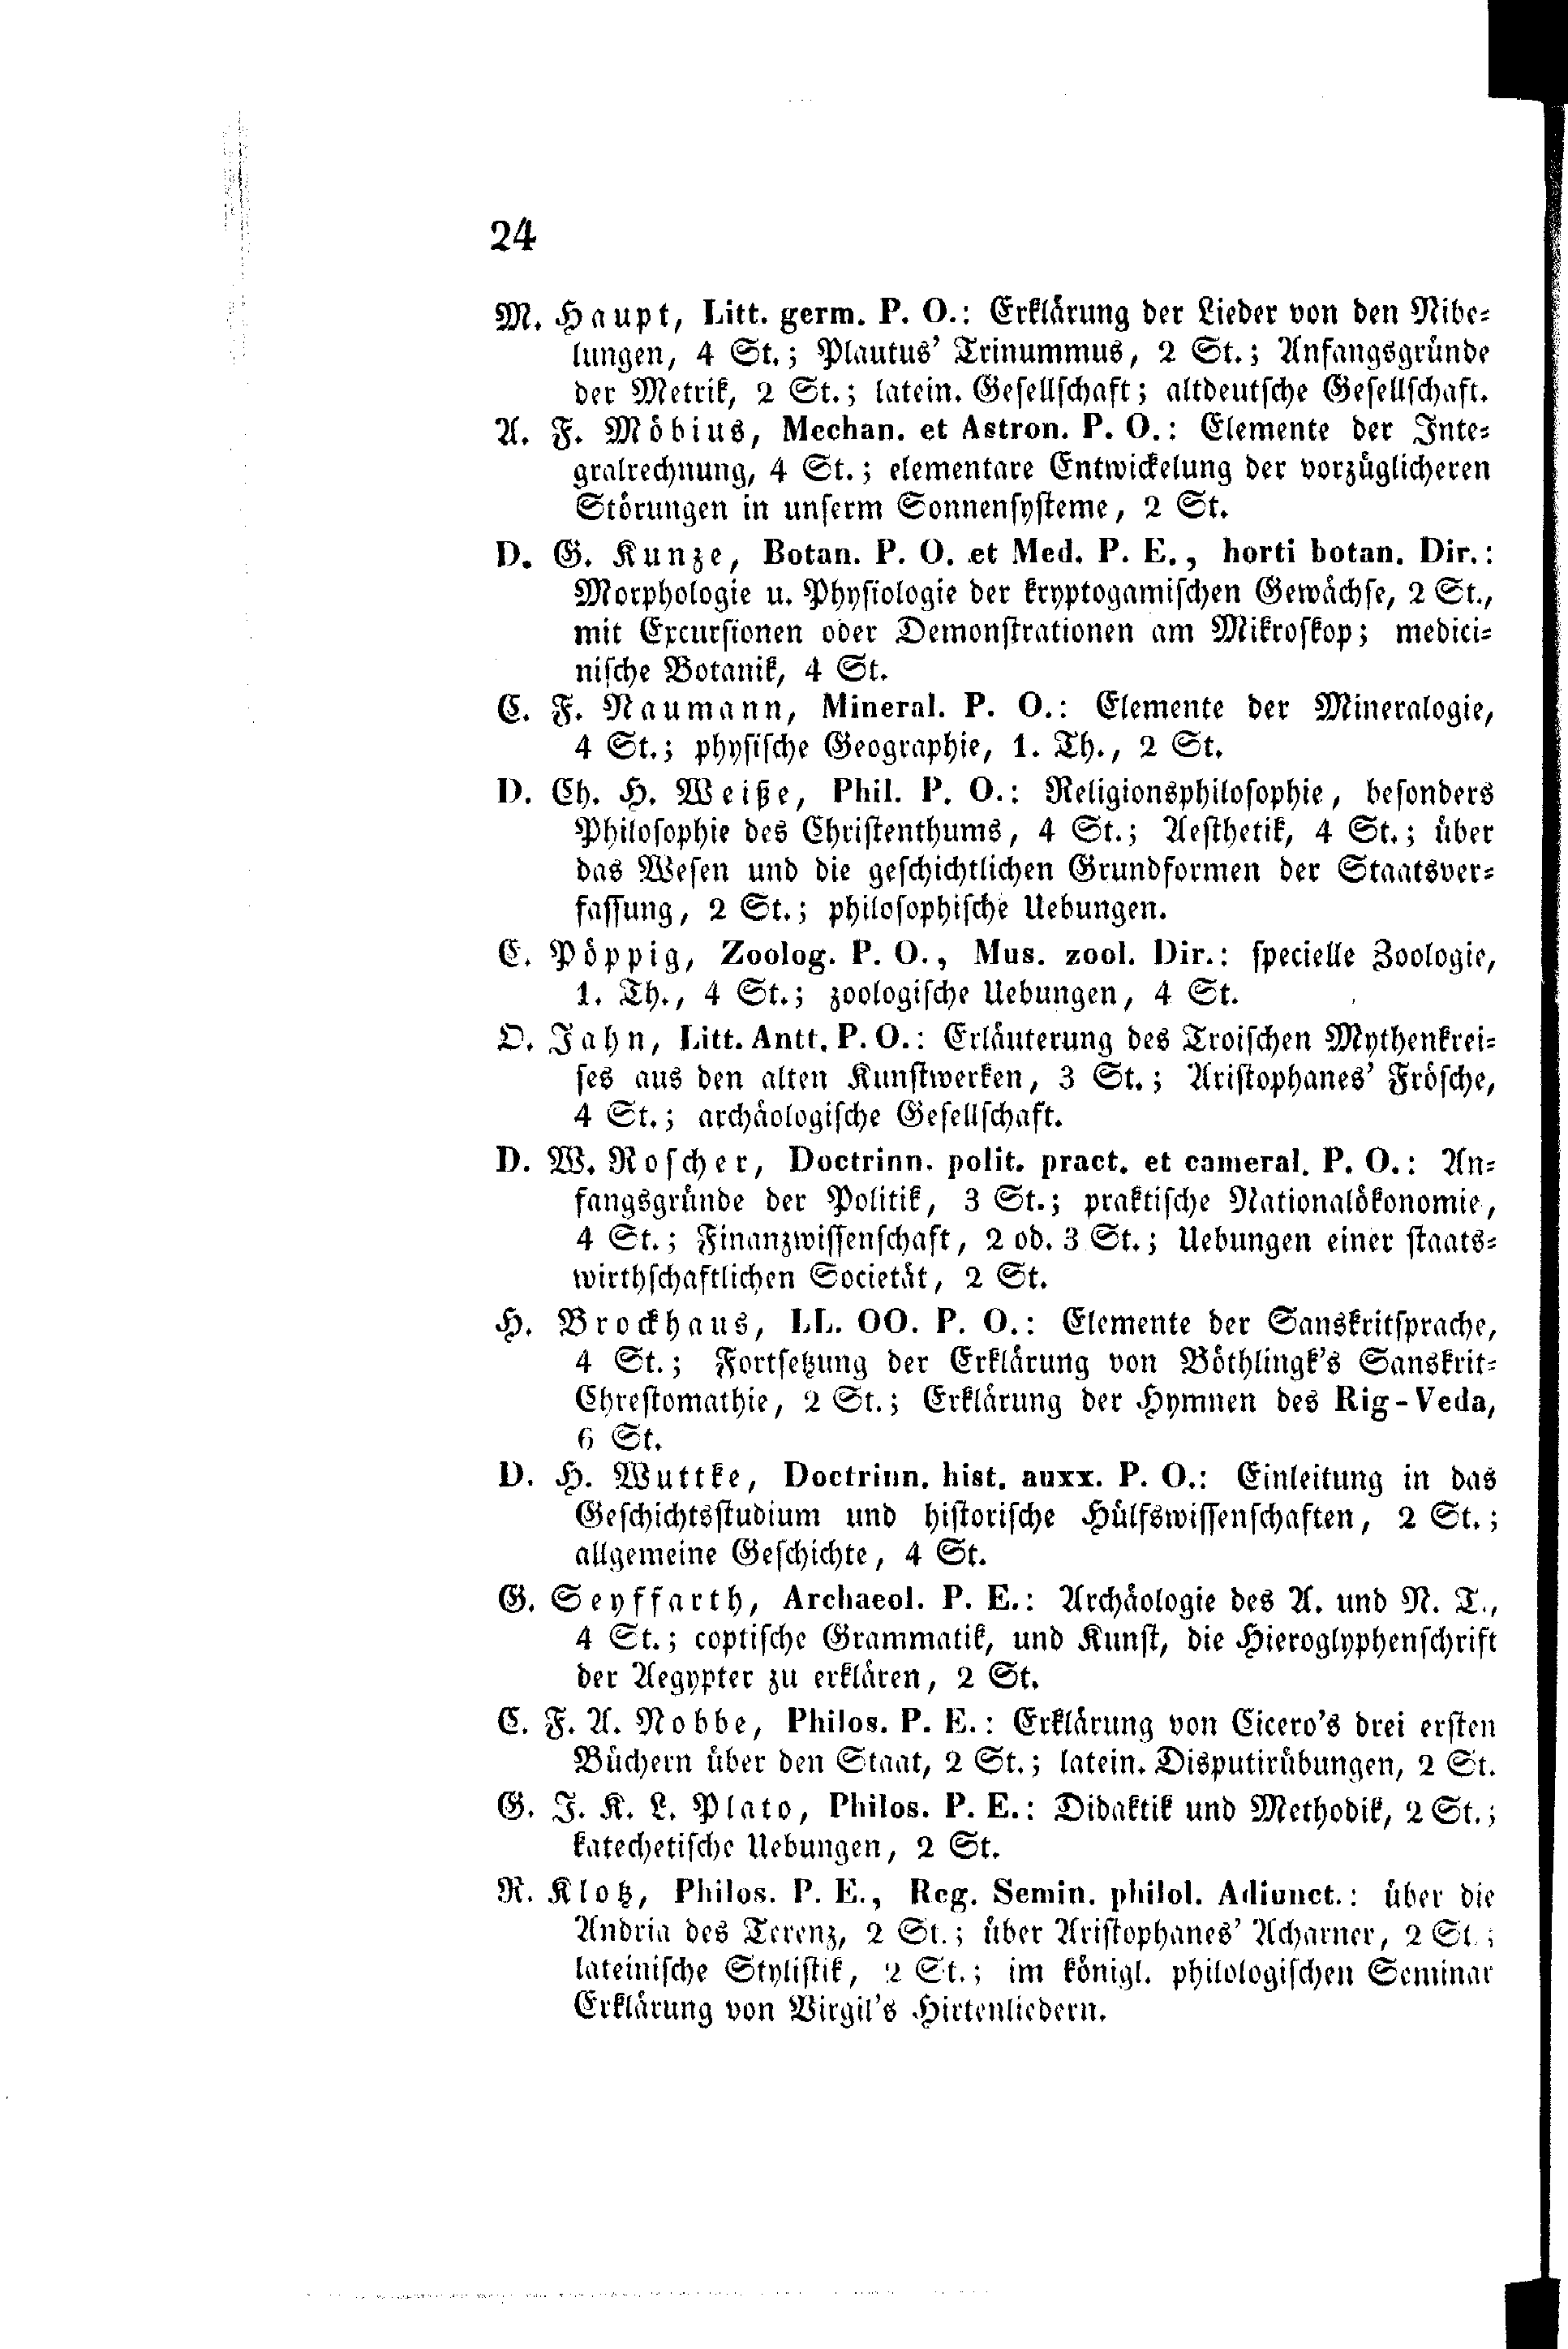 24
M. Haupt, Litt. germ. P. O.: Erklärung der Lieder von den Nibe-
lungen, 4 St.; Plautus' Trinummus, 2 St.; Anfangsgründe
der Metrik, 2 St.; latein. Gesellschaft; altdeutsche Gesellschaft.
A. F. Möbius, Mechan. et Astron. P. O.: Elemente der Inte-
gralrechnung, 4 St.; elementare Entwickelung der vorzüglicheren
Störungen in unserm Sonnensysteme, 2 St.
D. G. Kunze, Botan. P. O. et Med. P. E., horti botan. Dir.:
Morphologie u. Physiologie der kryptogamischen Gewächse, 2 St.,
mit Excursionen oder Demonstrationen am Mikroskop; medici-
nische Botanik, 4 St.
C. F. Naumann, Mineral. P. O.: Elemente der Mineralogie,
4 St.; physische Geographie, 1. Th., 2 St.
D. Ch. H. Weiße, Phil. P. O.: Religionsphilosophie, besonders
Philosophie des Christenthums, 4 St.; Aesthetik, 4 St.; über
das Wesen und die geschichtlichen Grundformen der Staatsver-
fassung, 2 St.; philosophische Uebungen.
E. Pöppig, Zoolog. P. O., Mus. zool. Dir.: specielle Zoologie,
1. Th., 4 St.; zoologische Uebungen, 4 St.
O. Jahn, Litt. Antt. P. O.: Erläuterung des Troischen Mythenkrei-
ses aus den alten Kunstwerken, 3 St.; Aristophanes' Frösche,
4 St.; archäologische Gesellschaft.
D. W. Roscher, Doctrinn. polit. pract. et cameral. P. O.: An-
fangsgründe der Politik, 3 St.; praktische Nationalökonomie,
4 St.; Finanzwissenschaft, 2 od. 3 St.; Uebungen einer staats-
wirthschaftlichen Societät, 2 St.
H. Brockhaus, LL. OO. P. O.: Elemente der Sanskritsprache,
4 St.; Fortsetzung der Erklärung von Böthlingk's Sanskrit-
Chrestomathie, 2 St.; Erklärung der Hymnen des Rig-Veda,
6 St.
D. H. Wuttke, Doctrinn. hist. auxx. P. O.: Einleitung in das
Geschichtsstudium und historische Hülfswissenschaften, 2 St.;
allgemeine Geschichte, 4 St.
G. Seyffarth, Archaeol. P. E.: Archäologie des A. und N. T.,
4 St.; coptische Grammatik, und Kunst, die Hieroglyphenschrift
der Aegypter zu erklären, 2 St.
C. F. A. Nobbe, Philos. P. E.: Erklärung von Cicero's drei ersten
Büchern über den Staat, 2 St.; latein. Disputirübungen, 2 St.
G. J. K. L. Plato, Philos. P. E.: Didaktik und Methodik, 2 St.;
katechetische Uebungen, 2 St.
R. Klotz, Philos. P. E., Reg. Semin. philol. Adiunct.: über die
Andria des Terenz, 2 St.; über Aristophanes' Acharner, 2 St.;
lateinische Stylistik, 2 St.; im königl. philologischen Seminar
Erklärung von Virgil's Hirtenliedern.